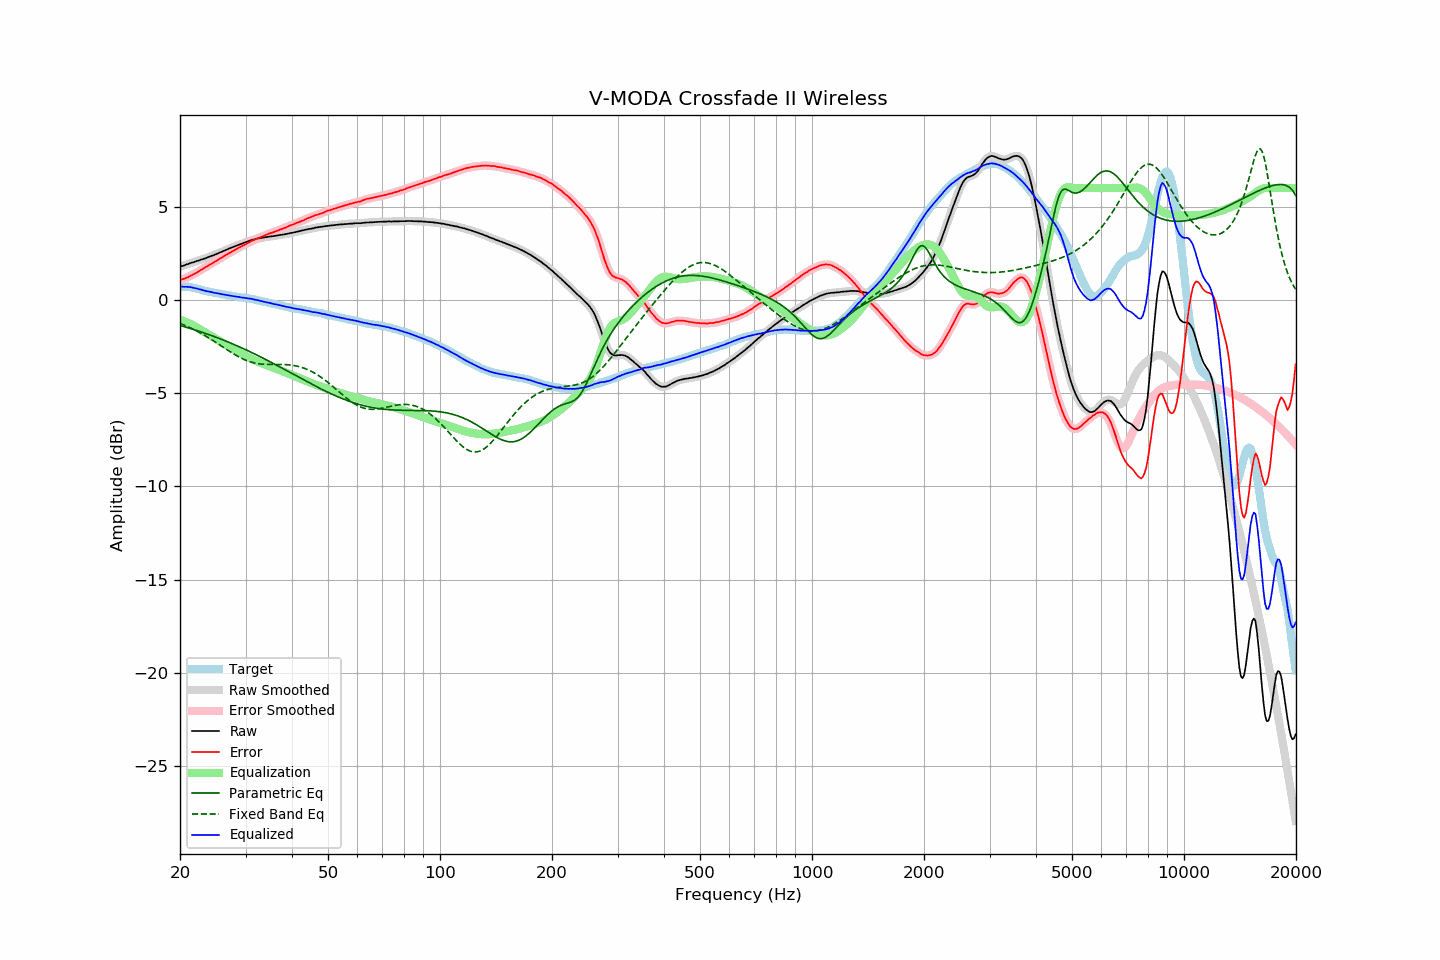 V-MODA Crossfade II Wireless
Amplitude (dBr)
5
0
−5
−10
−15
−20
−25
Target
Raw Smoothed
Error Smoothed
Raw
Error
Equalization
Parametric Eq
Fixed Band Eq
Equalized
20 50 100 200 500 1000 2000 5000 10000 20000
Frequency (Hz)